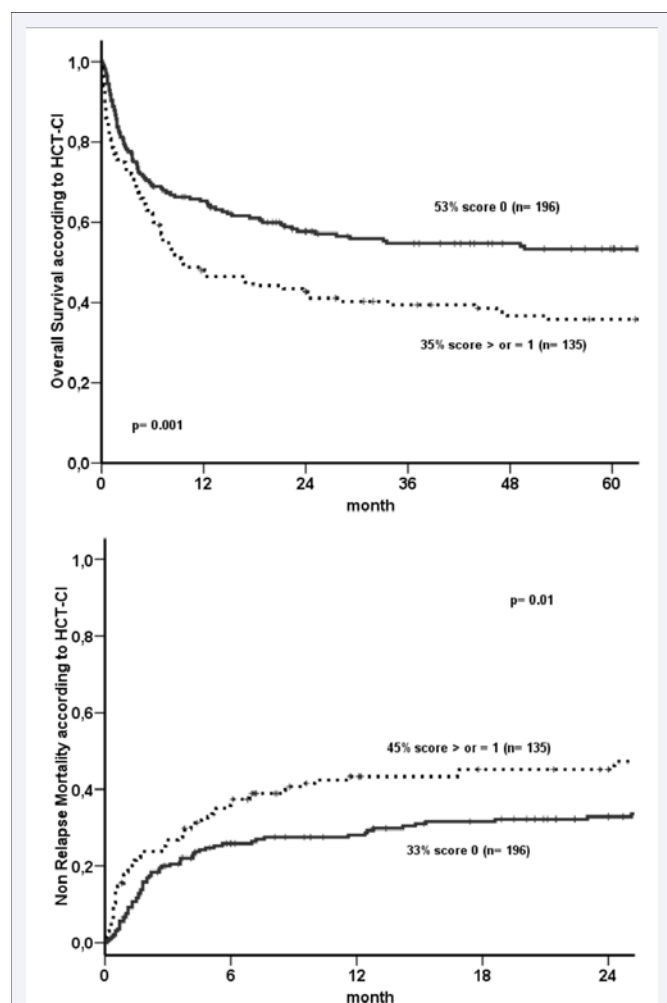 Overall Survival according to HCT-CI
1,0
0,8
0,6
0,4
0,2
0,0
53% score 0 (n= 196)
35% score > or = 1 (n= 135)
p= 0.001
0 12 24 36 48 60
month
Non Relapse Mortality according to HCT-CI
1,0
0,8
0,6
0,4
0,2
0,0
p= 0.01
45% score > or = 1 (n= 135)
33% score 0 (n= 196)
0 6 12 18 24
month